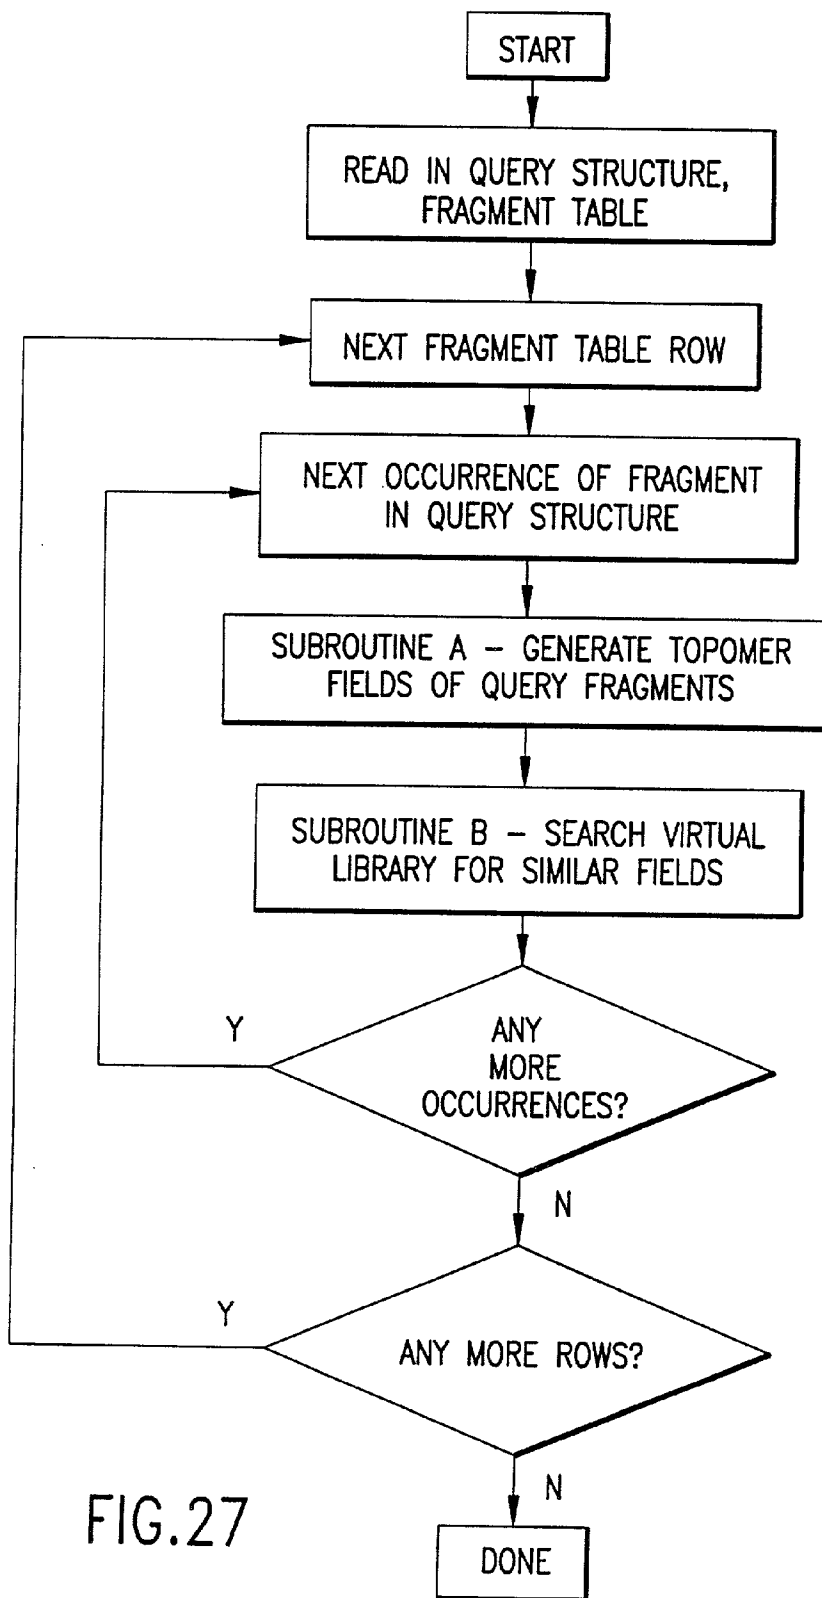 START
READ IN QUERY STRUCTURE,
FRAGMENT TABLE
NEXT FRAGMENT TABLE ROW
NEXT OCCURRENCE OF FRAGMENT
IN QUERY STRUCTURE
SUBROUTINE A – GENERATE TOPOMER
FIELDS OF QUERY FRAGMENTS
SUBROUTINE B – SEARCH VIRTUAL
LIBRARY FOR SIMILAR FIELDS
Y
ANY
MORE
OCCURRENCES?
N
Y
ANY MORE ROWS?
N
FIG.27
DONE